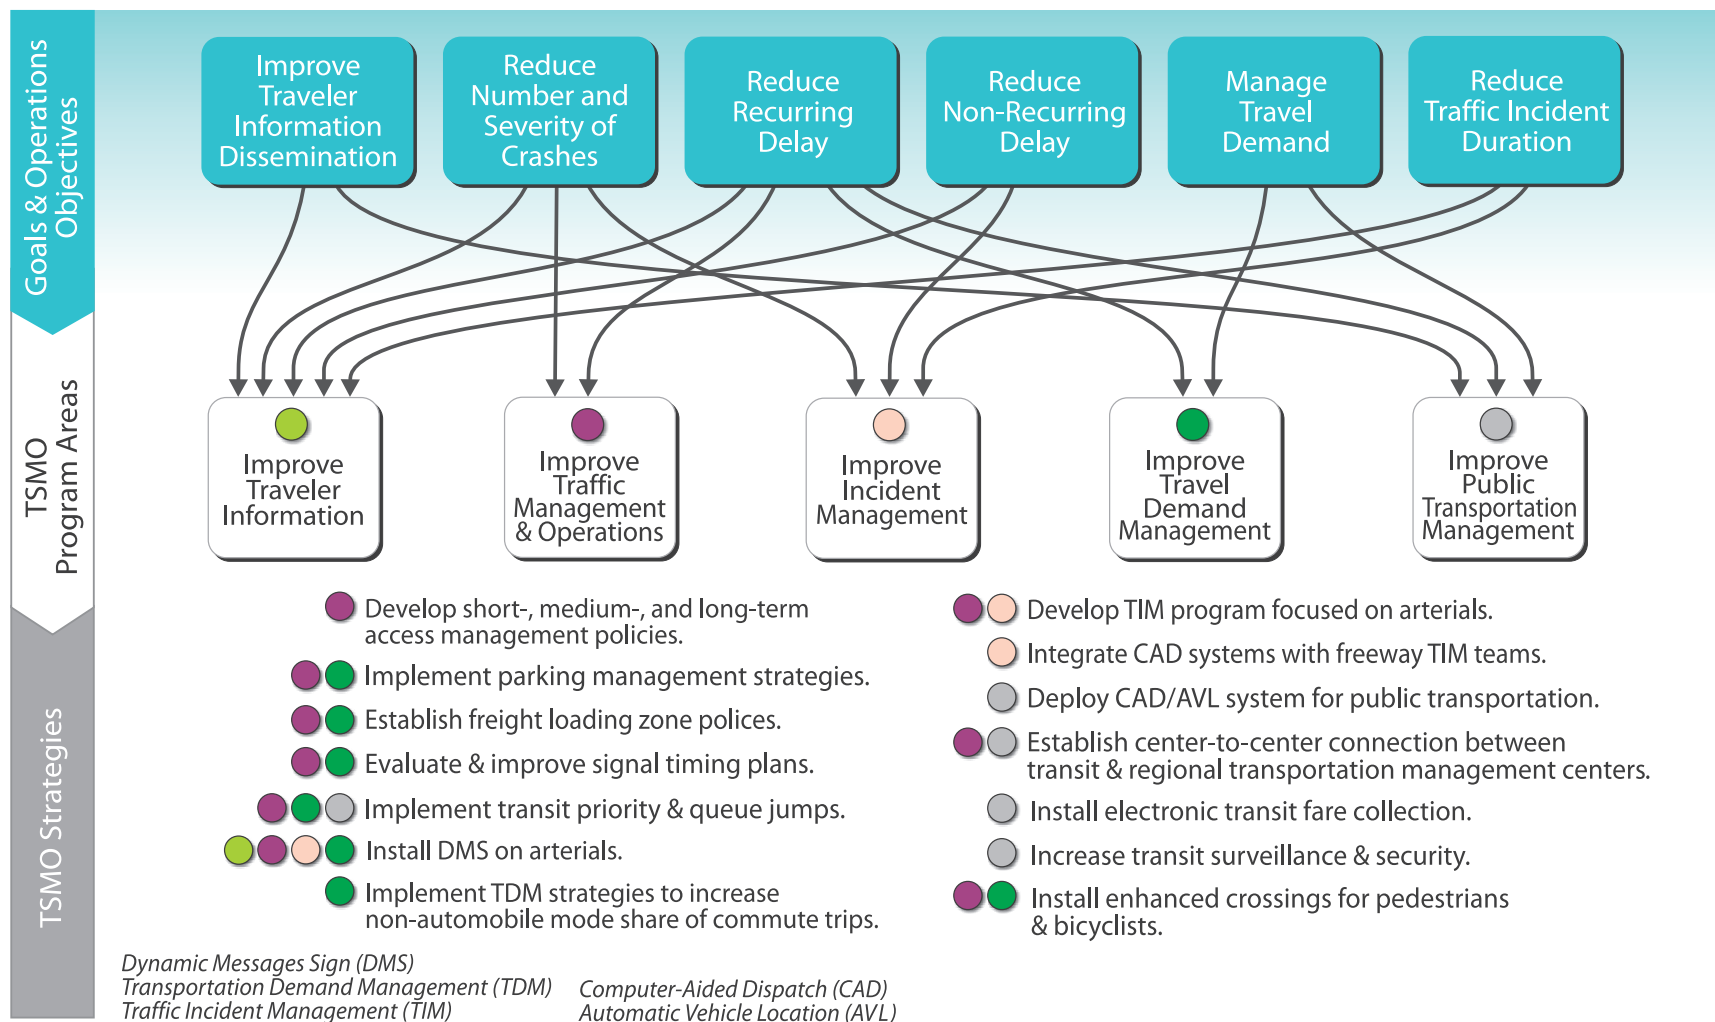 Goals & Operations
Objectives
Improve
Traveler
Information
Dissemination
Reduce
Number and
Severity of
Crashes
Reduce
Recurring
Delay
Reduce
Non-Recurring
Delay
Manage
Travel
Demand
Reduce
Traffic Incident
Duration
TSMO
Program Areas
Improve
Traveler
Information
Improve
Traffic
Management
& Operations
Improve
Incident
Management
Improve
Travel
Demand
Management
Improve
Public
Transportation
Management
TSMO Strategies
Develop short-, medium-, and long-term
access management policies.
Implement parking management strategies.
Establish freight loading zone polices.
Evaluate & improve signal timing plans.
Implement transit priority & queue jumps.
Install DMS on arterials.
Implement TDM strategies to increase
non-automobile mode share of commute trips.
Develop TIM program focused on arterials.
Integrate CAD systems with freeway TIM teams.
Deploy CAD/AVL system for public transportation.
Establish center-to-center connection between
transit & regional transportation management centers.
Install electronic transit fare collection.
Increase transit surveillance & security.
Install enhanced crossings for pedestrians
& bicyclists.
Dynamic Messages Sign (DMS)
Transportation Demand Management (TDM)
Traffic Incident Management (TIM)
Computer-Aided Dispatch (CAD)
Automatic Vehicle Location (AVL)